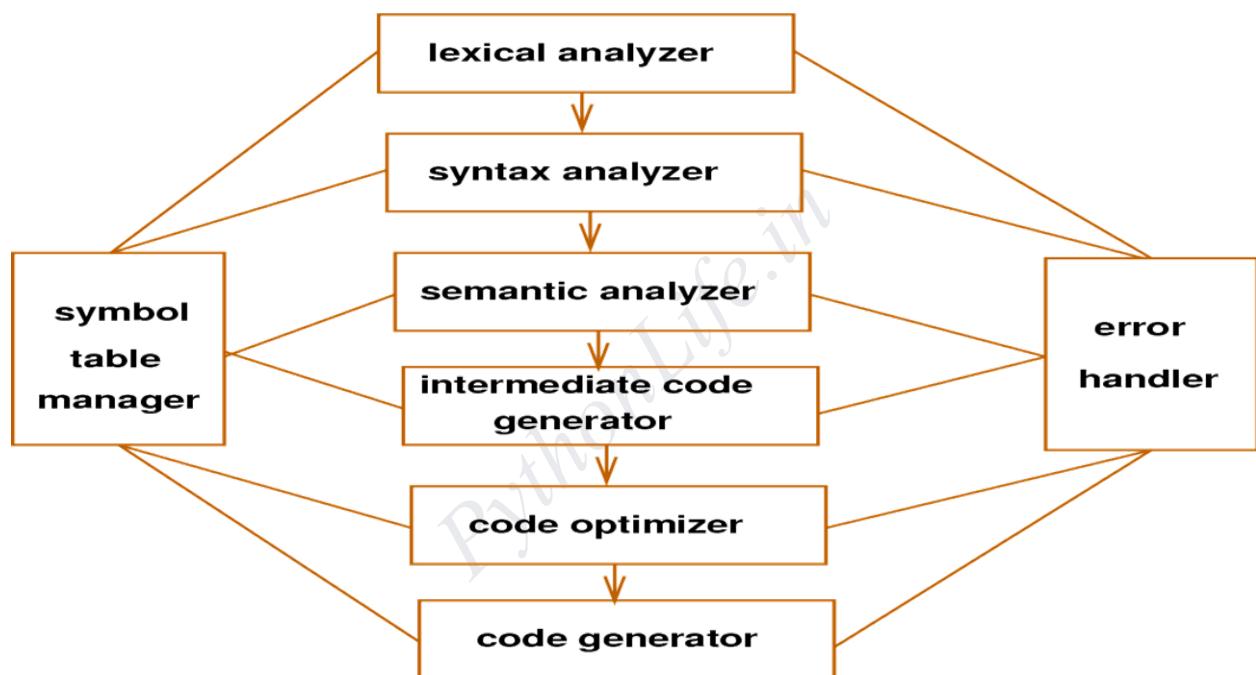 lexical analyzer
syntax analyzer
semantic analyzer
intermediate code
generator
code optimizer
code generator
symbol
table
manager
error
handler
PythonLife.in